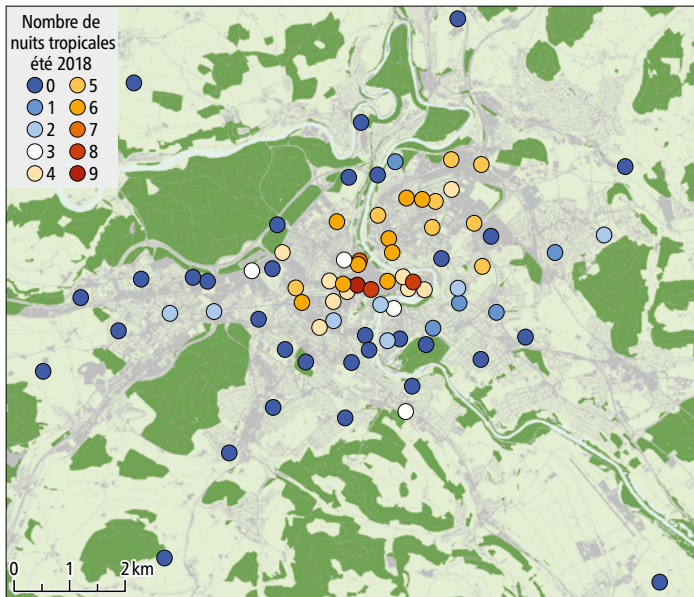 Nombre de
nuits tropicales
été 2018
0 5
1 6
2 7
3 8
4 9
0 1 2 km